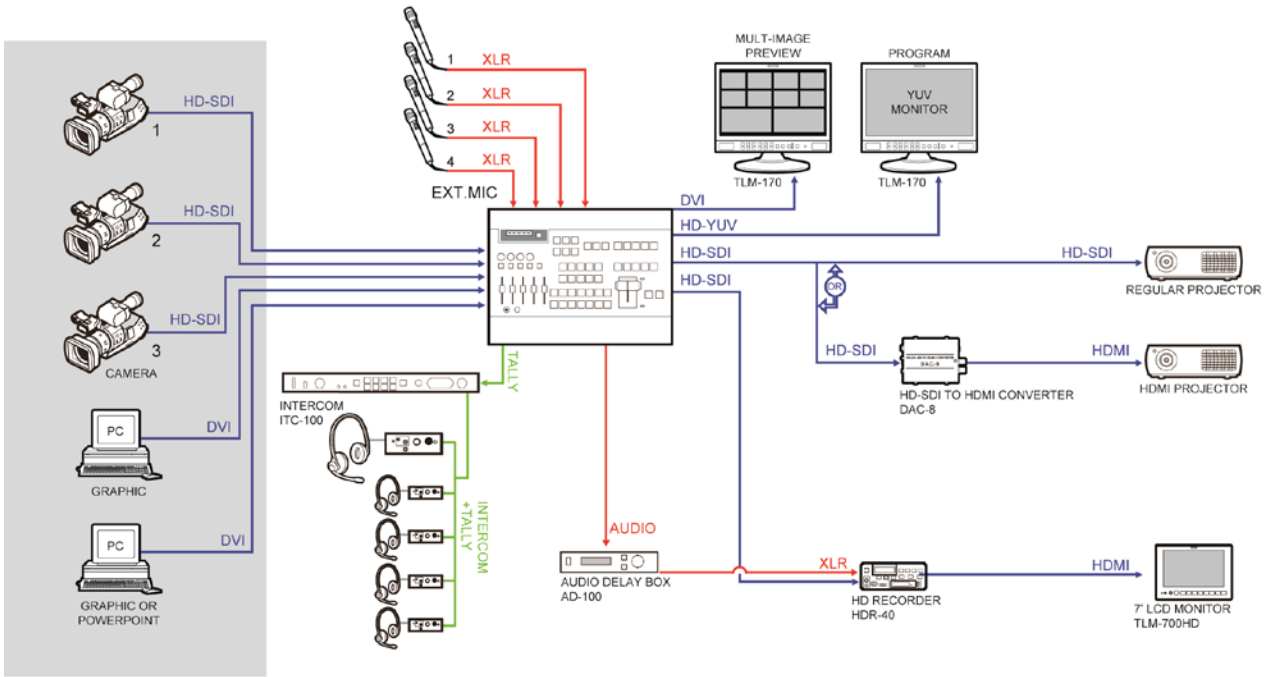 HD-SDI
1
HD-SDI
2
HD-SDI
3
CAMERA
PC
DVI
GRAPHIC
PC
DVI
GRAPHIC OR
POWERPOINT
1
XLR
2
XLR
3
XLR
4
XLR
EXT.MIC
MULT-IMAGE
PREVIEW
TLM-170
PROGRAM
YUV
MONITOR
TLM-170
DVI
HD-YUV
HD-SDI
HD-SDI
HD-SDI
REGULAR PROJECTOR
OR
HD-SDI
DAC-8
HD-SDI TO HDMI CONVERTER
DAC-8
HDMI
HDMI PROJECTOR
TALLY
INTERCOM
ITC-100
INTERCOM
+TALLY
AUDIO
AUDIO DELAY BOX
AD-100
XLR
HD RECORDER
HDR-40
HDMI
7" LCD MONITOR
TLM-700HD